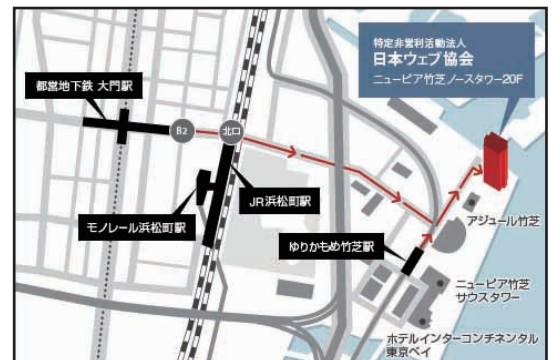 特定非営利活動法人
日本ウェブ協会
ニューピア竹芝ノースタワー20F
都営地下鉄 大門駅
B2
北口
JR浜松町駅
モノレール浜松町駅
アジュール竹芝
ゆりかもめ竹芝駅
ニューピア竹芝
サウスタワー
ホテルインターコンチネンタル
東京ベイ